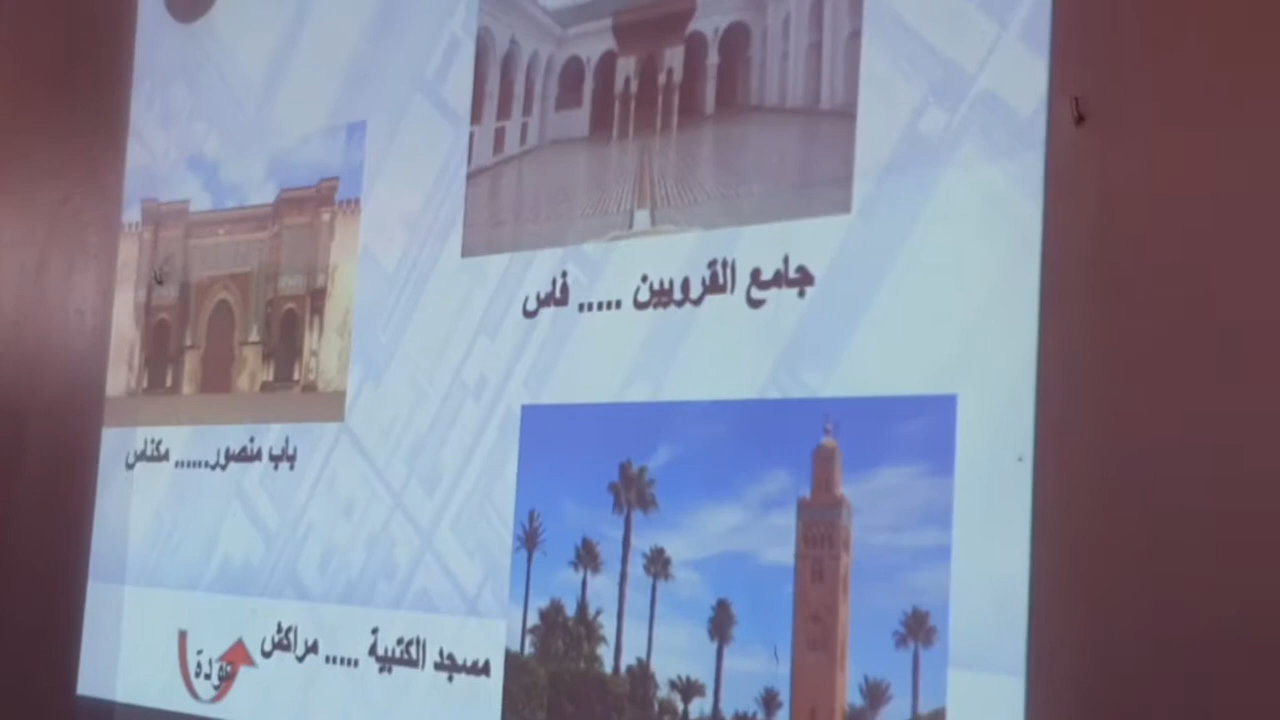 جامع القرويين ..... فاس
باب منصور...... مكناس
مسجد الكتبية ..... مراكش
عودة